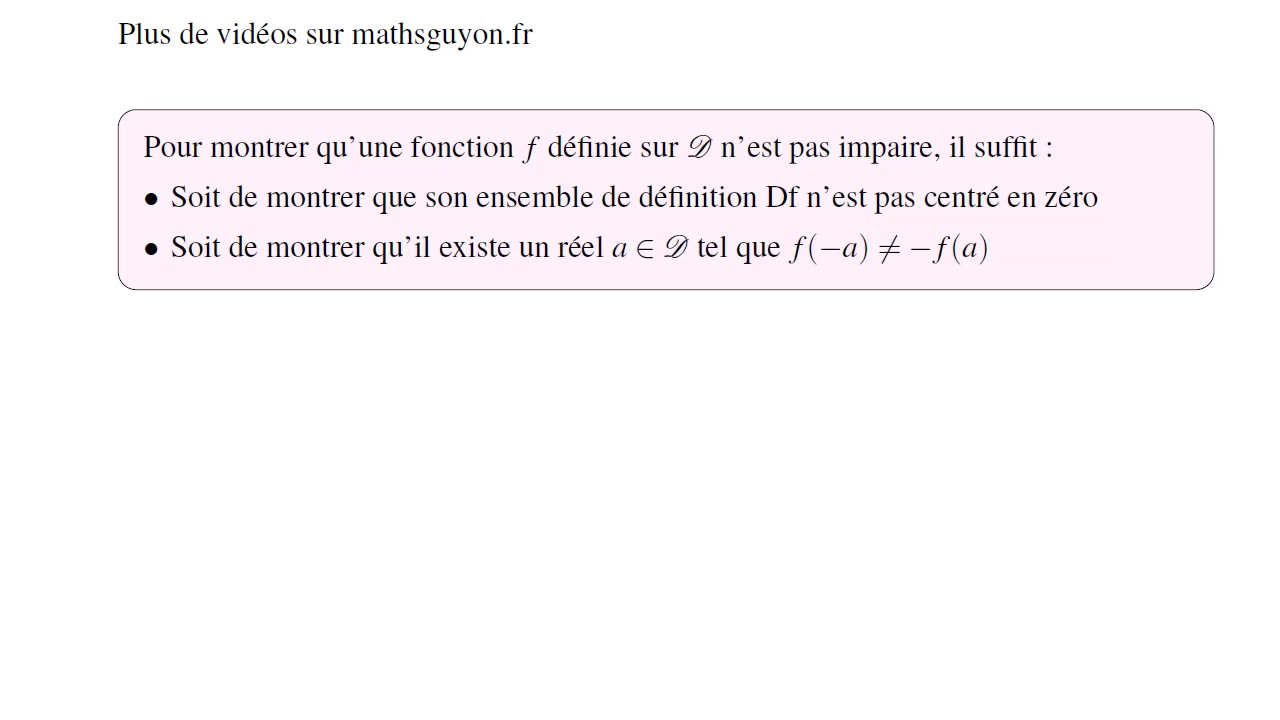 Plus de vidéos sur mathsguyon.fr
Pour montrer qu'une fonction f définie sur 𝒟 n'est pas impaire, il suffit :
• Soit de montrer que son ensemble de définition Df n'est pas centré en zéro
• Soit de montrer qu'il existe un réel a ∈ 𝒟 tel que f(−a) ≠ −f(a)